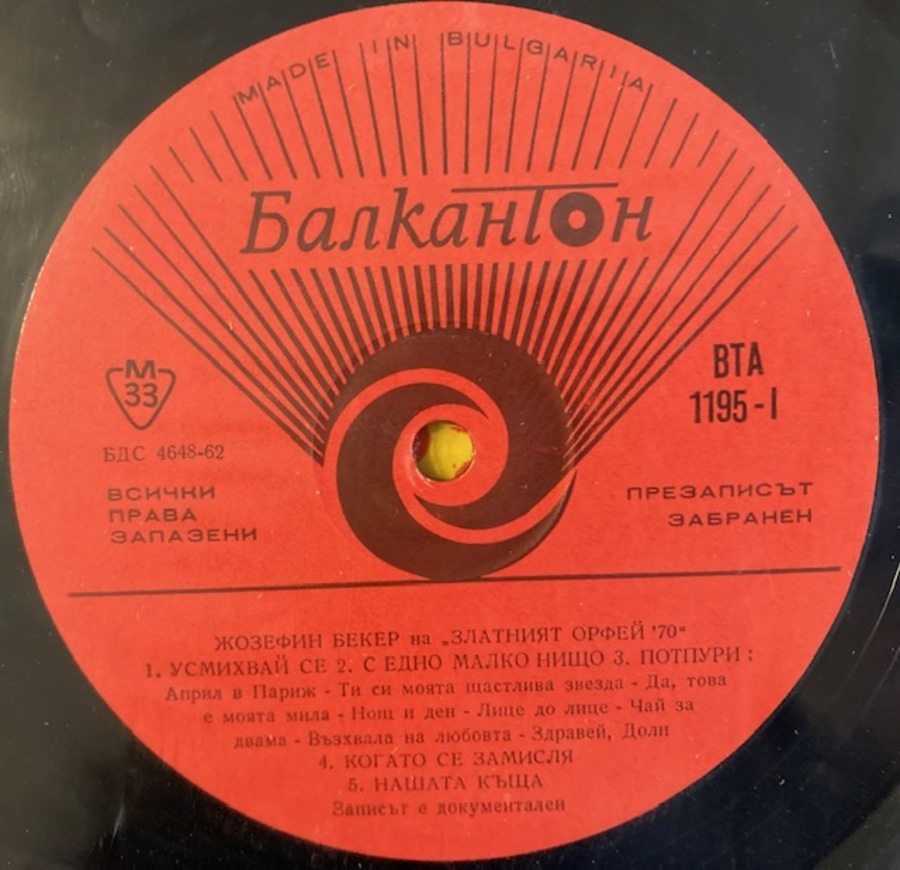 MADE IN BULGARIA
Балкантон
М
33
ВТА
1195-I
БДС 4648-62
ВСИЧКИ
ПРАВА
ЗАПАЗЕНИ
ПРЕЗАПИСЪТ
ЗАБРАНЕН
ЖОЗЕФИН БЕКЕР на „ЗЛАТНИЯТ ОРФЕЙ '70"
1. УСМИХВАЙ СЕ 2. С ЕДНО МАЛКО НИЩО 3. ПОТПУРИ :
Април в Париж - Ти си моята щастлива звезда - Да, това
е моята мила - Нощ и ден - Лице до лице - Чай за
двама - Възхвала на любовта - Здравей, Доли
4. КОГАТО СЕ ЗАМИСЛЯ
5. НАШАТА КЪЩА
Записът е документален